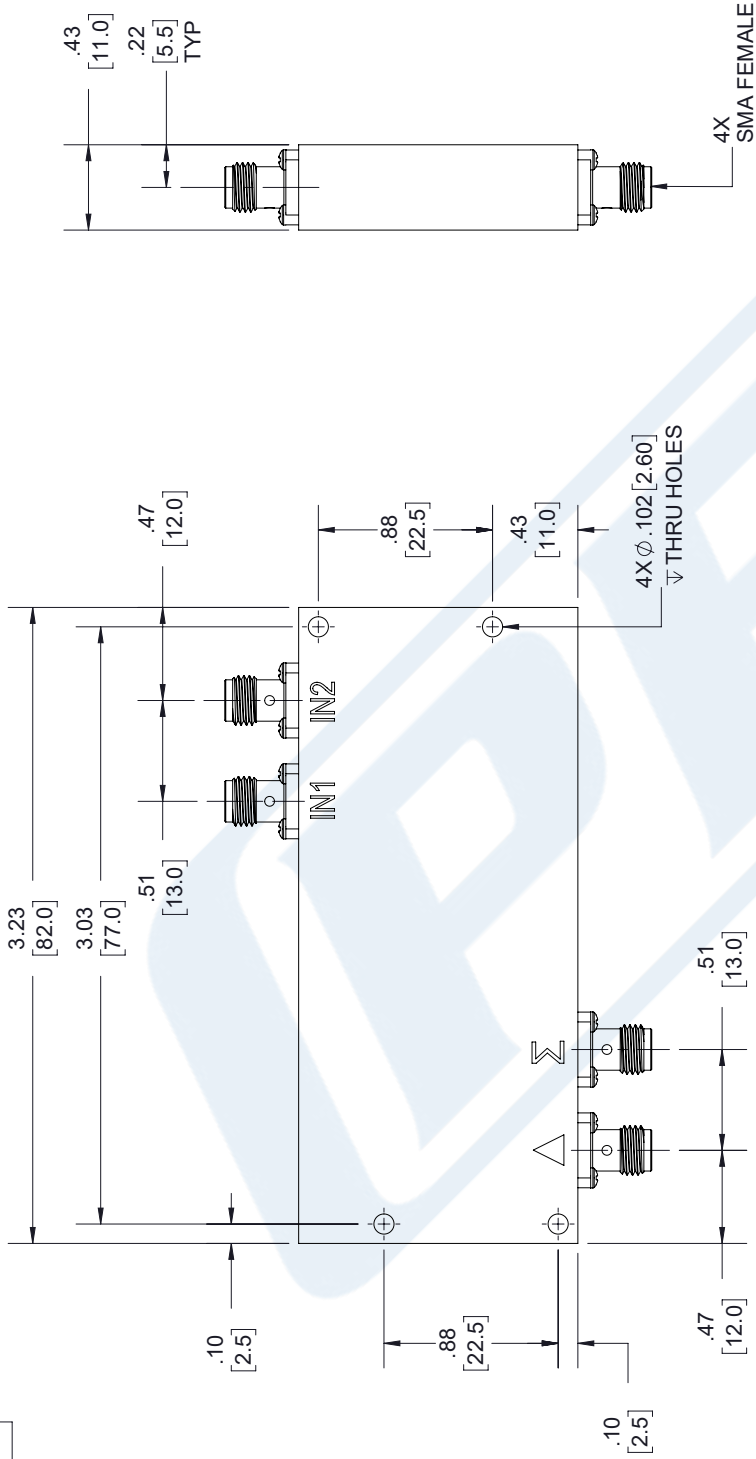 .43
[11.0]
.22
[5.5]
TYP
4X
SMA FEMALE
3.23
[82.0]
3.03
[77.0]
.47
[12.0]
.51
[13.0]
.10
[2.5]
IN1
IN2
.88
[22.5]
.43
[11.0]
4X Ø .102 [2.60]
↧ THRU HOLES
Σ
Δ
.51
[13.0]
.88
[22.5]
.10
[2.5]
.47
[12.0]